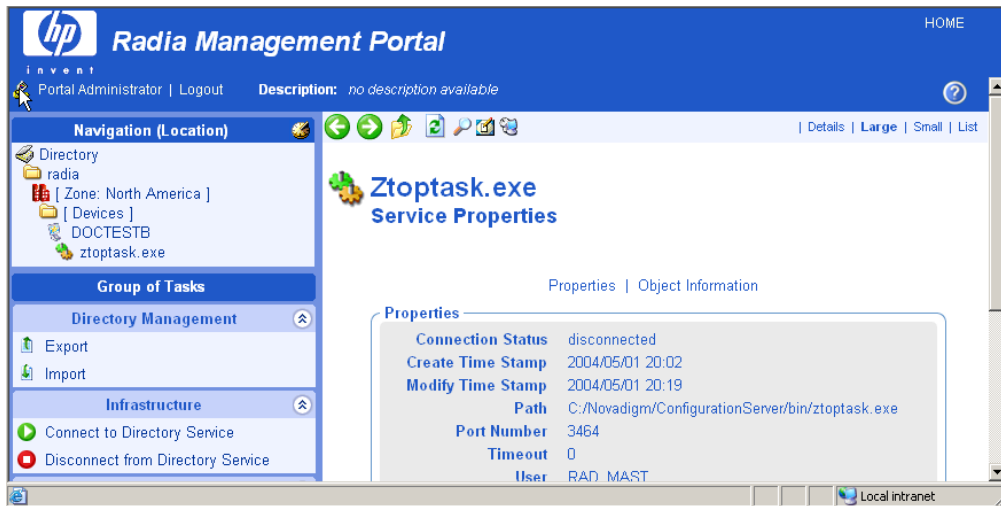 HOME
hp
Radia Management Portal
invent
Portal Administrator | Logout Description: no description available
?
Navigation (Location)
| Details | Large | Small | List
Directory
radia
[ Zone: North America ]
[ Devices ]
DOCTESTB
ztoptask.exe
Group of Tasks
Directory Management
Export
Import
Infrastructure
Connect to Directory Service
Disconnect from Directory Service
Ztoptask.exe
Service Properties
Properties | Object Information
Properties
Connection Status disconnected
Create Time Stamp 2004/05/01 20:02
Modify Time Stamp 2004/05/01 20:19
Path C:/Novadigm/ConfigurationServer/bin/ztoptask.exe
Port Number 3464
Timeout 0
User RAD_MAST
Local intranet